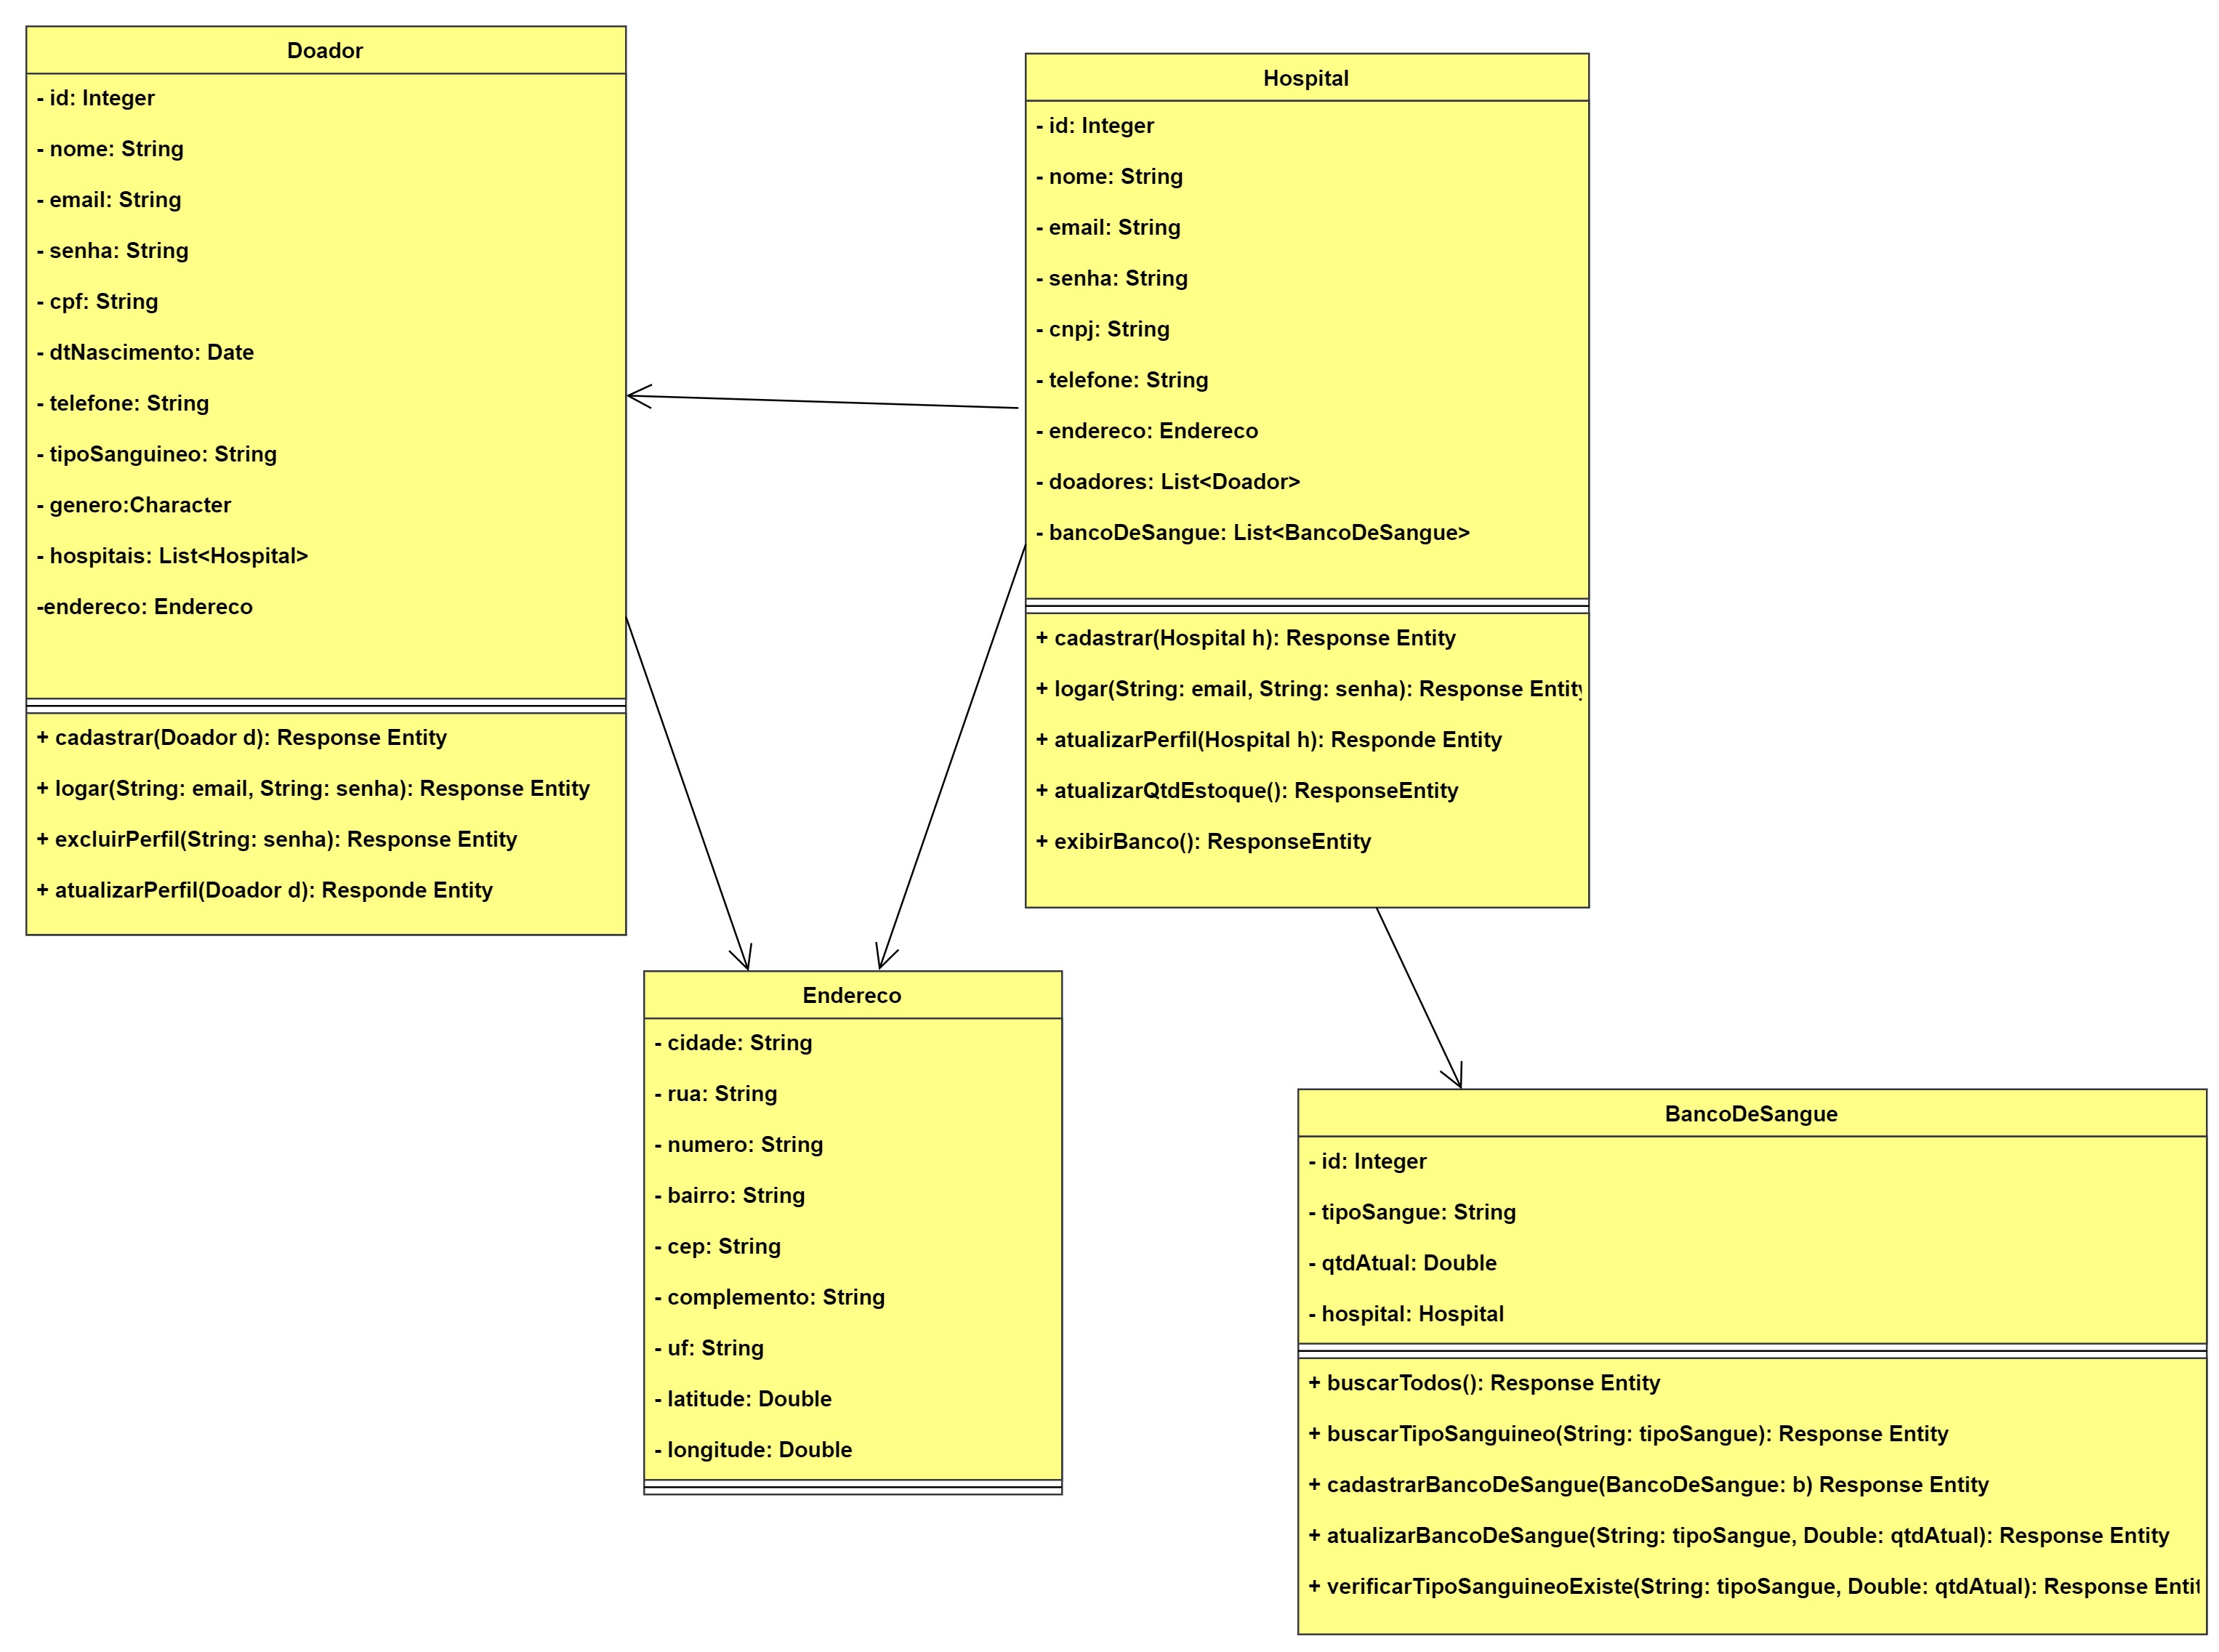 Doador
- id: Integer
- nome: String
- email: String
- senha: String
- cpf: String
- dtNascimento: Date
- telefone: String
- tipoSanguineo: String
- genero:Character
- hospitais: List<Hospital>
-endereco: Endereco
+ cadastrar(Doador d): Response Entity
+ logar(String: email, String: senha): Response Entity
+ excluirPerfil(String: senha): Response Entity
+ atualizarPerfil(Doador d): Responde Entity
Hospital
- id: Integer
- nome: String
- email: String
- senha: String
- cnpj: String
- telefone: String
- endereco: Endereco
- doadores: List<Doador>
- bancoDeSangue: List<BancoDeSangue>
+ cadastrar(Hospital h): Response Entity
+ logar(String: email, String: senha): Response Entity
+ atualizarPerfil(Hospital h): Responde Entity
+ atualizarQtdEstoque(): ResponseEntity
+ exibirBanco(): ResponseEntity
Endereco
- cidade: String
- rua: String
- numero: String
- bairro: String
- cep: String
- complemento: String
- uf: String
- latitude: Double
- longitude: Double
BancoDeSangue
- id: Integer
- tipoSangue: String
- qtdAtual: Double
- hospital: Hospital
+ buscarTodos(): Response Entity
+ buscarTipoSanguineo(String: tipoSangue): Response Entity
+ cadastrarBancoDeSangue(BancoDeSangue: b) Response Entity
+ atualizarBancoDeSangue(String: tipoSangue, Double: qtdAtual): Response Entity
+ verificarTipoSanguineoExiste(String: tipoSangue, Double: qtdAtual): Response Entit